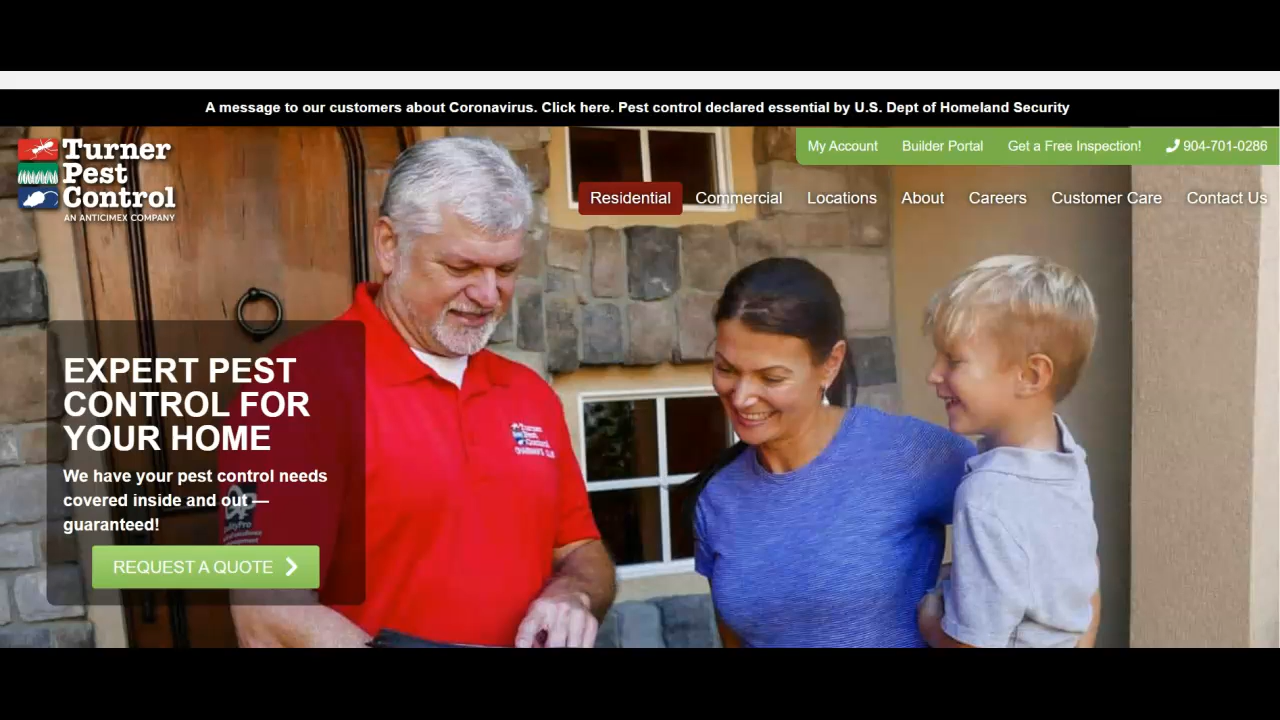 A message to our customers about Coronavirus. Click here. Pest control declared essential by U.S. Dept of Homeland Security
My Account Builder Portal Get a Free Inspection! 904-701-0286
Turner
Pest
Control
AN ANTICIMEX COMPANY
Residential Commercial Locations About Careers Customer Care Contact Us
EXPERT PEST
CONTROL FOR
YOUR HOME
We have your pest control needs
covered inside and out —
guaranteed!
REQUEST A QUOTE
Turner
Pest
Control